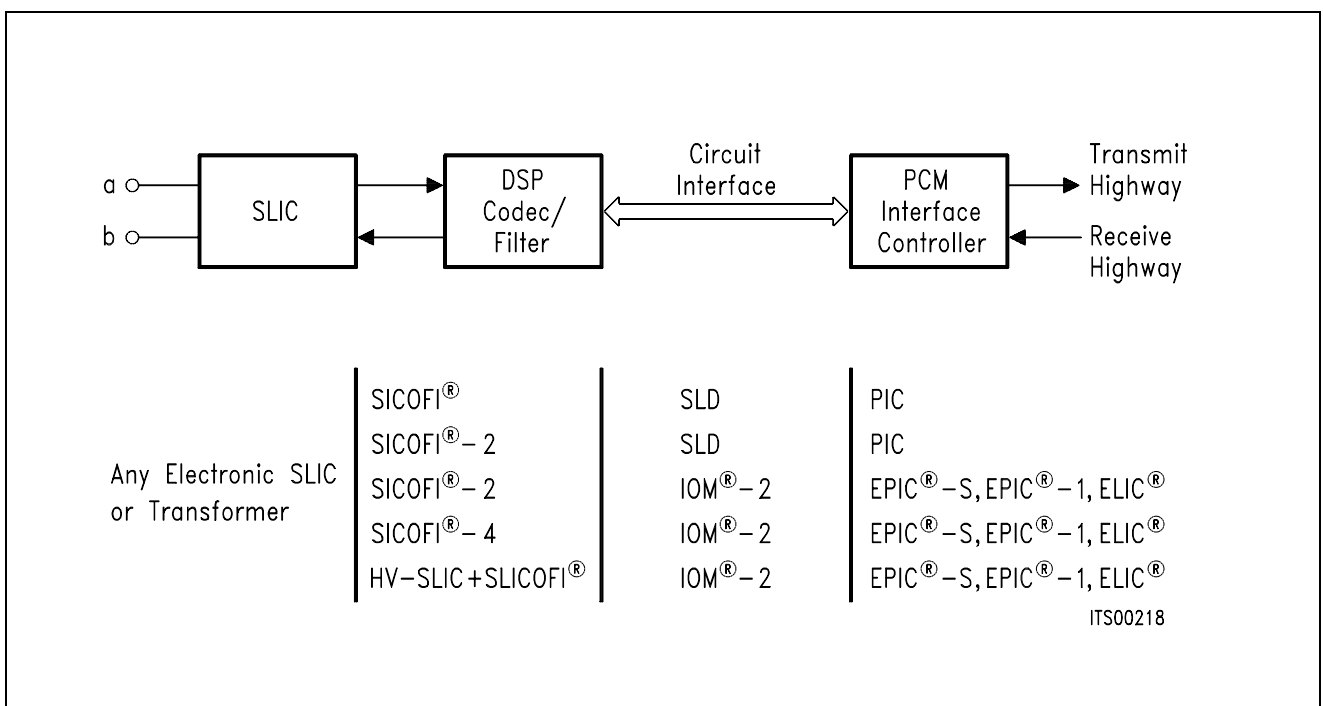 a
b
SLIC
DSP
Codec/
Filter
Circuit
Interface
PCM
Interface
Controller
Transmit
Highway
Receive
Highway
Any Electronic SLIC
or Transformer
SICOFI® SLD PIC
SICOFI®-2 SLD PIC
SICOFI®-2 IOM®-2 EPIC®-S, EPIC®-1, ELIC®
SICOFI®-4 IOM®-2 EPIC®-S, EPIC®-1, ELIC®
HV-SLIC+SLICOFI® IOM®-2 EPIC®-S, EPIC®-1, ELIC®
ITS00218